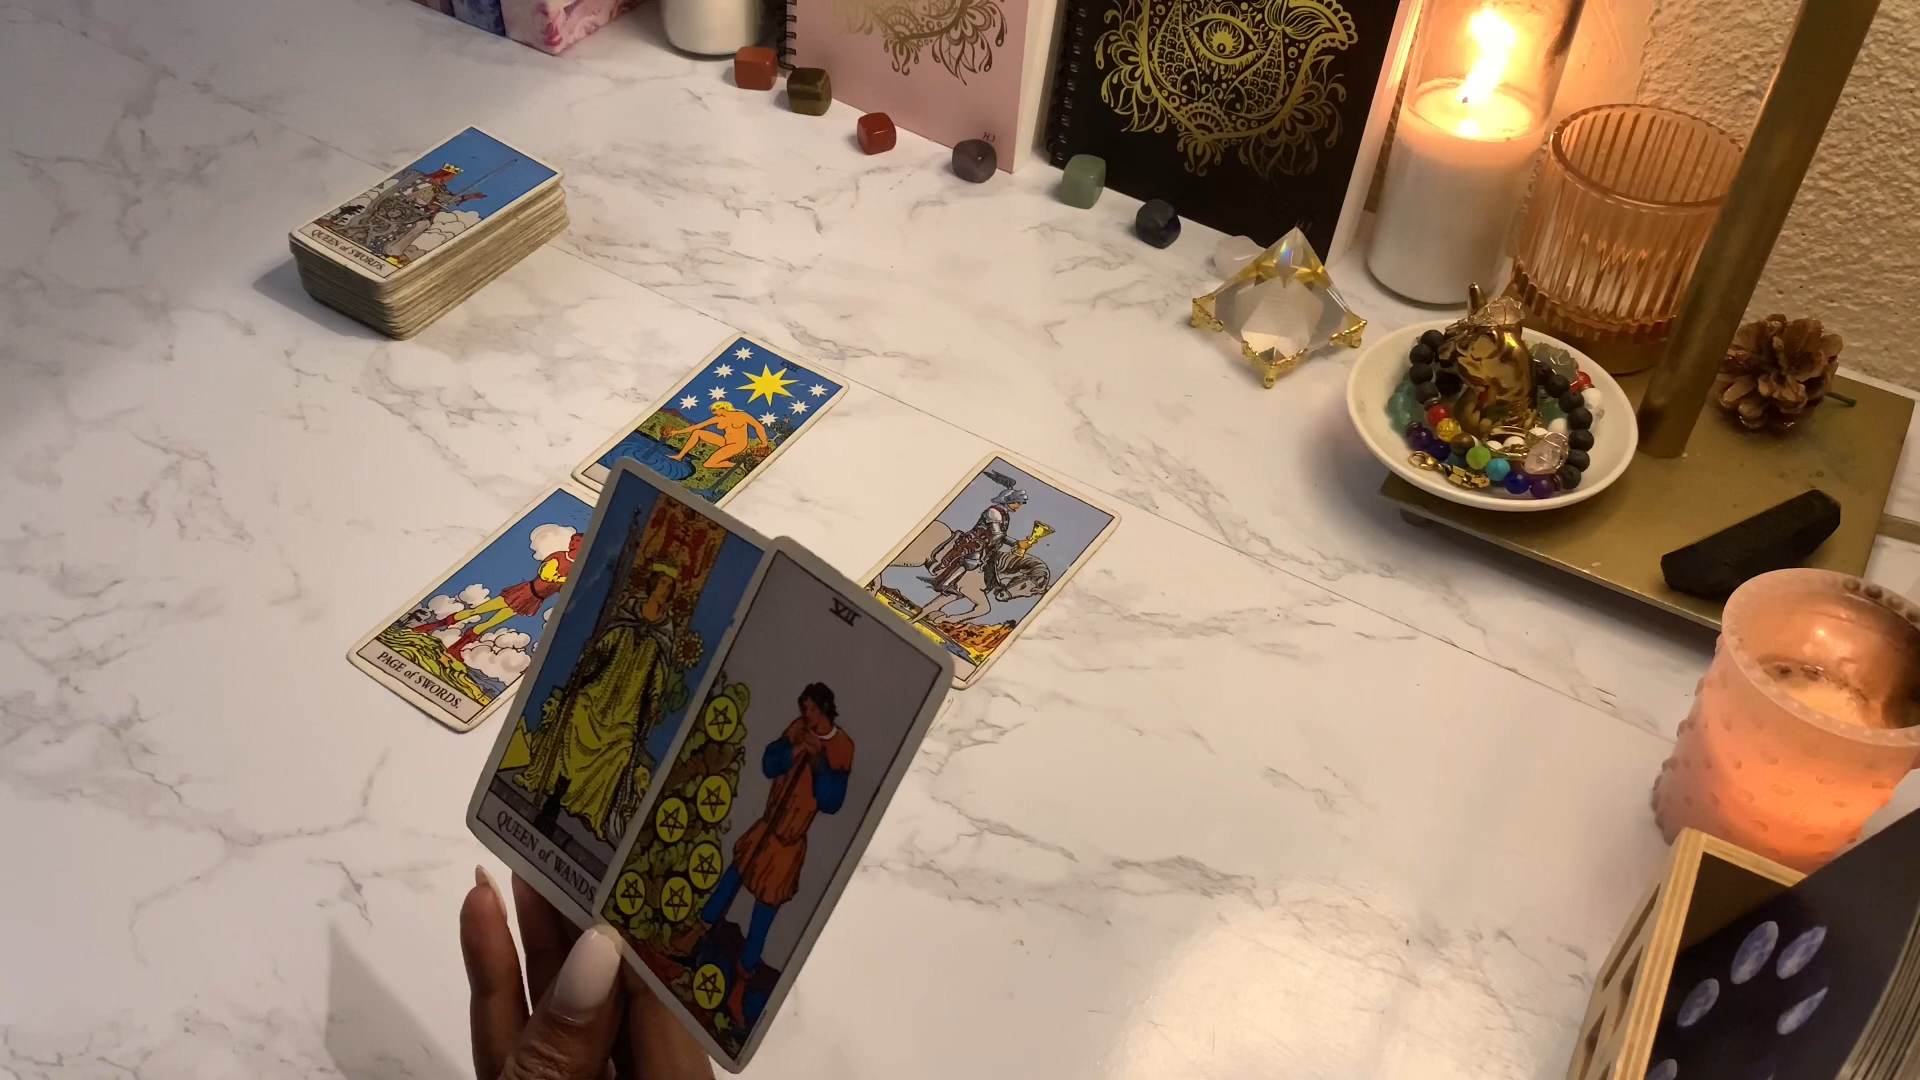 QUEEN of SWORDS.
PAGE of SWORDS.
QUEEN of WANDS
VII